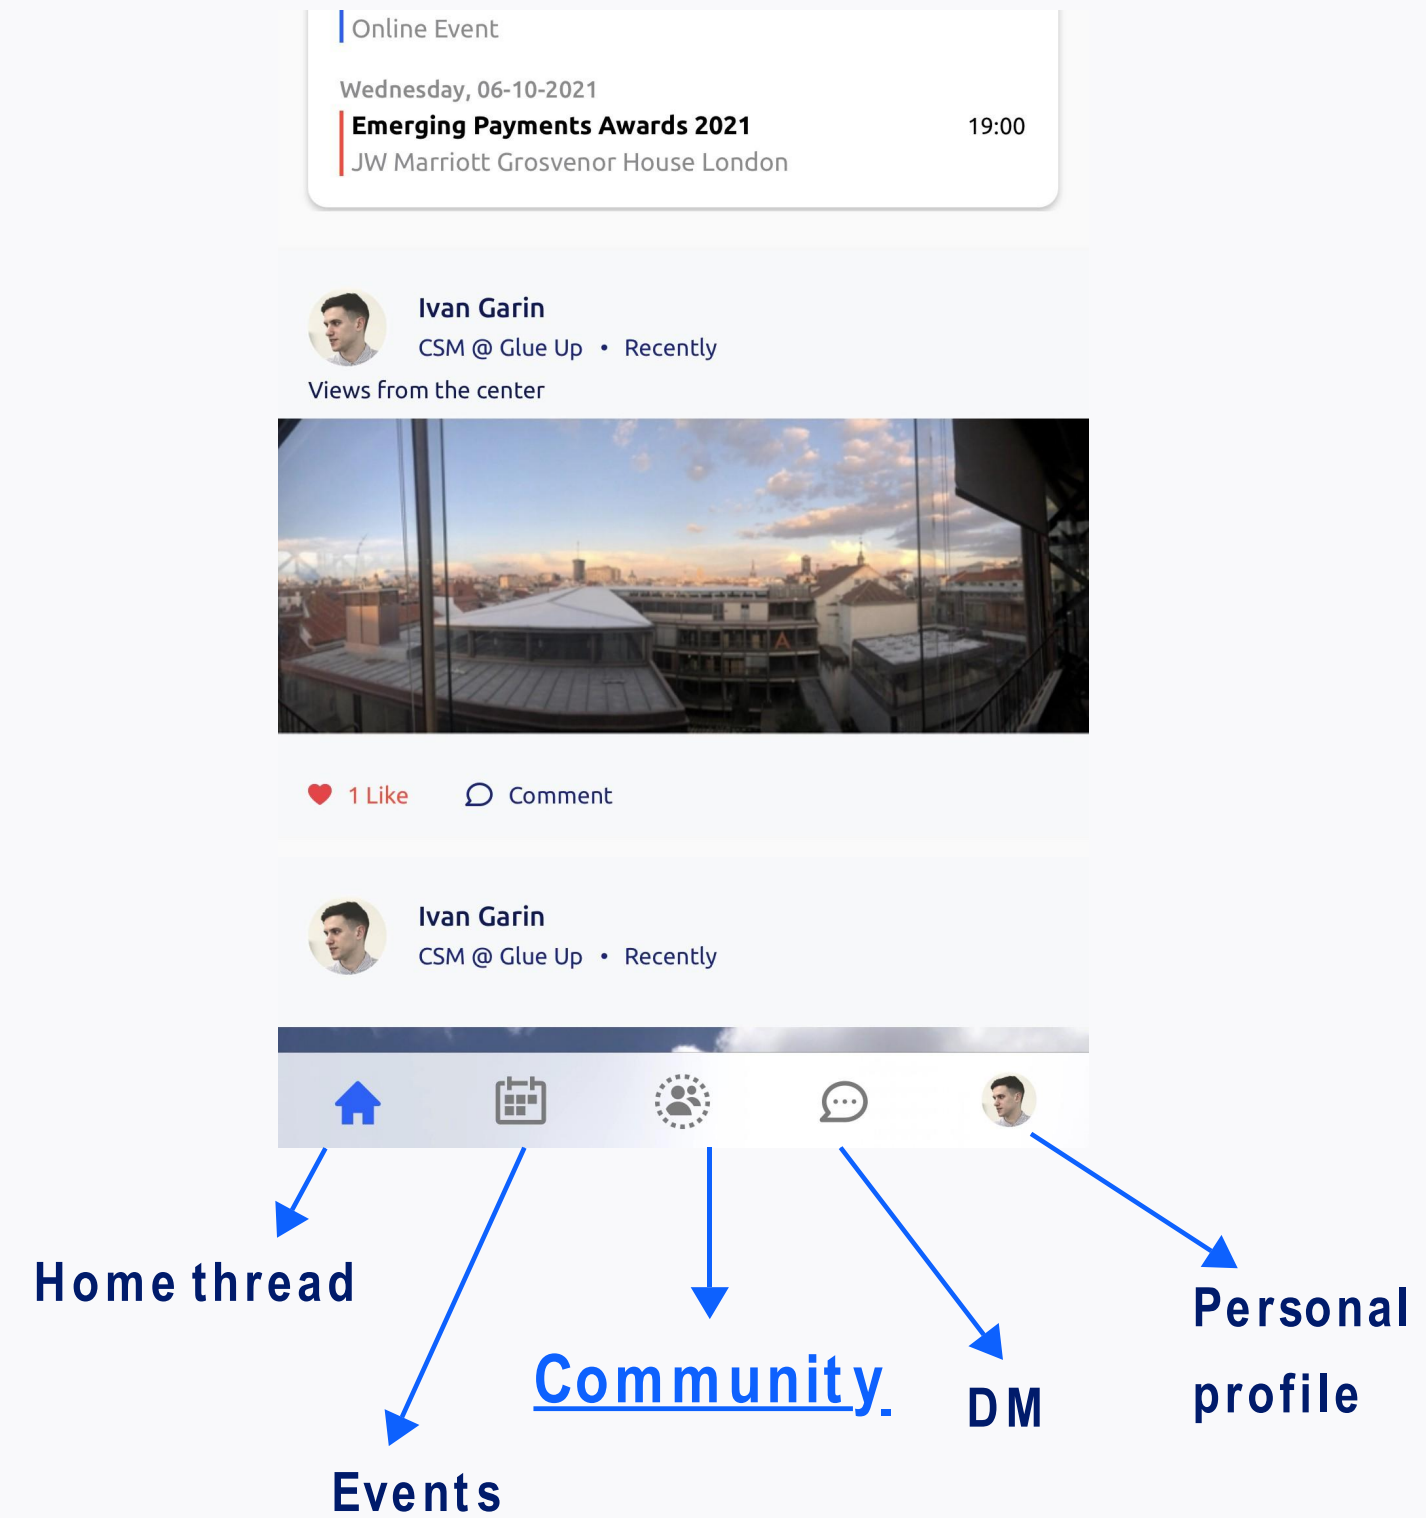 Online Event
Wednesday, 06-10-2021
Emerging Payments Awards 2021 19:00
JW Marriott Grosvenor House London
Ivan Garin
CSM @ Glue Up • Recently
Views from the center
1 Like Comment
Ivan Garin
CSM @ Glue Up • Recently
Home thread
Events
Community
DM
Personal
profile